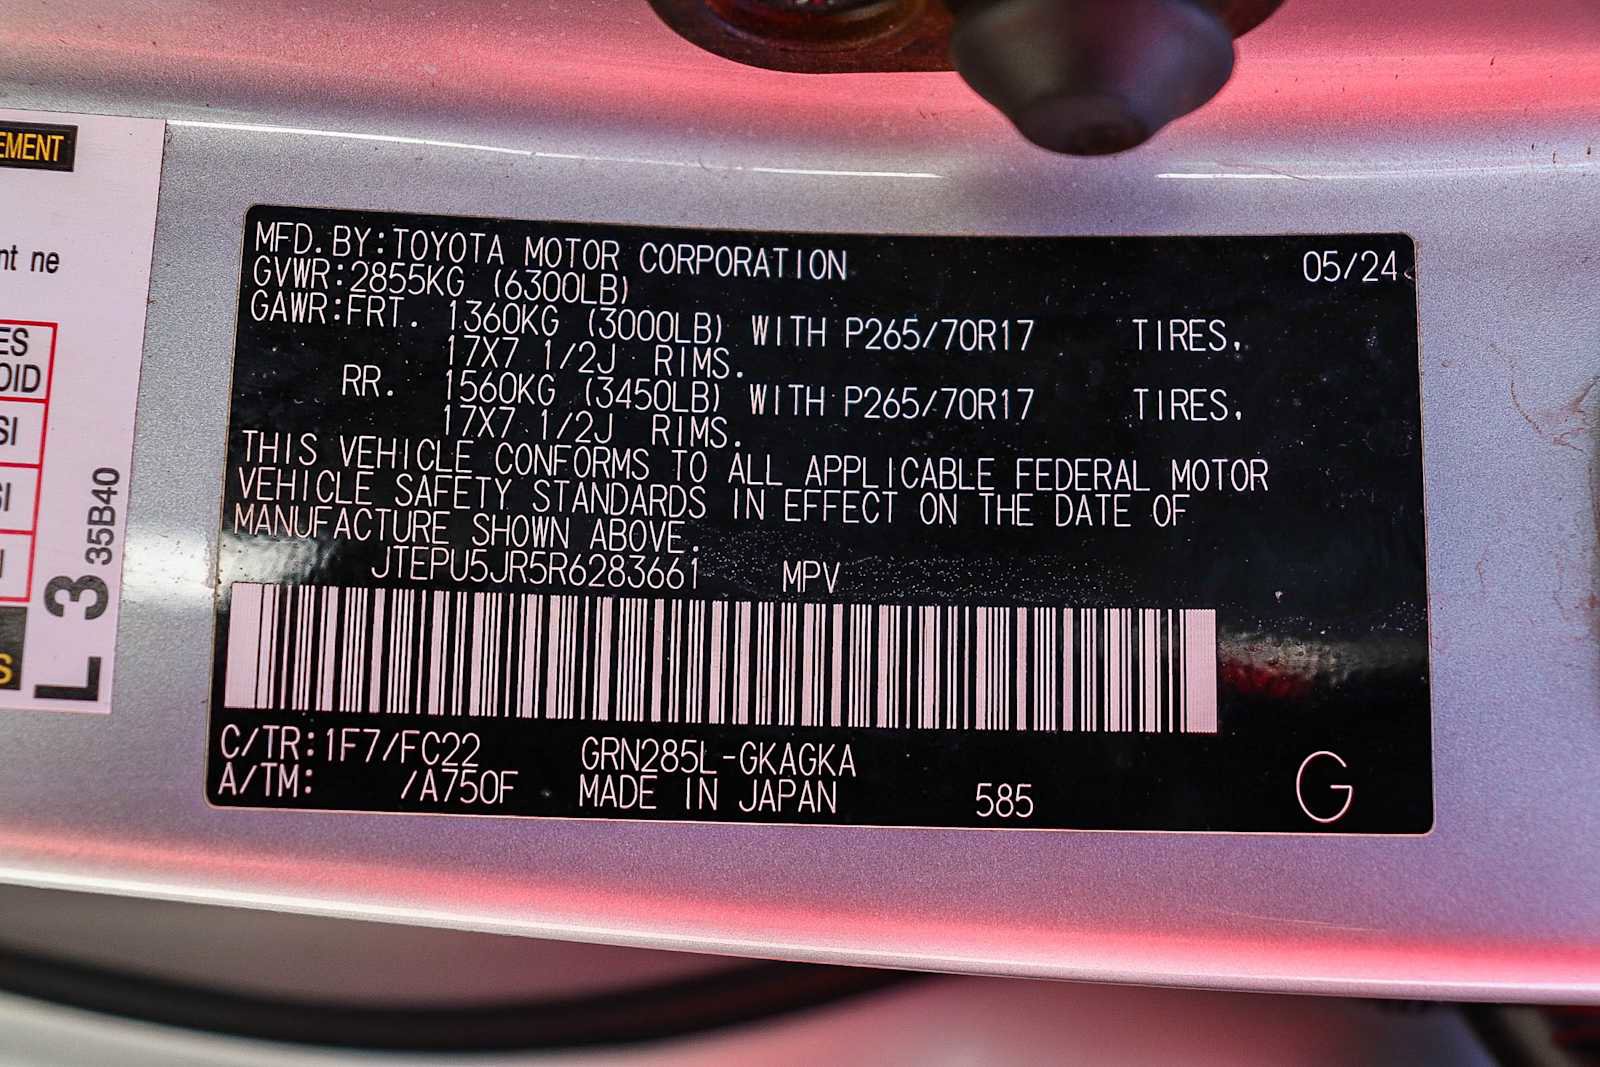 EMENT
nt ne
ES
OID
SI
SI
I
S
L 3 35B40
MFD.BY:TOYOTA MOTOR CORPORATION 05/24
GVWR:2855KG (6300LB)
GAWR:FRT. 1360KG (3000LB) WITH P265/70R17 TIRES,
17X7 1/2J RIMS.
RR. 1560KG (3450LB) WITH P265/70R17 TIRES,
17X7 1/2J RIMS.
THIS VEHICLE CONFORMS TO ALL APPLICABLE FEDERAL MOTOR
VEHICLE SAFETY STANDARDS IN EFFECT ON THE DATE OF
MANUFACTURE SHOWN ABOVE.
JTEPU5JR5R6283661 MPV
C/TR:1F7/FC22 GRN285L-GKAGKA
A/TM: /A750F MADE IN JAPAN 585 G